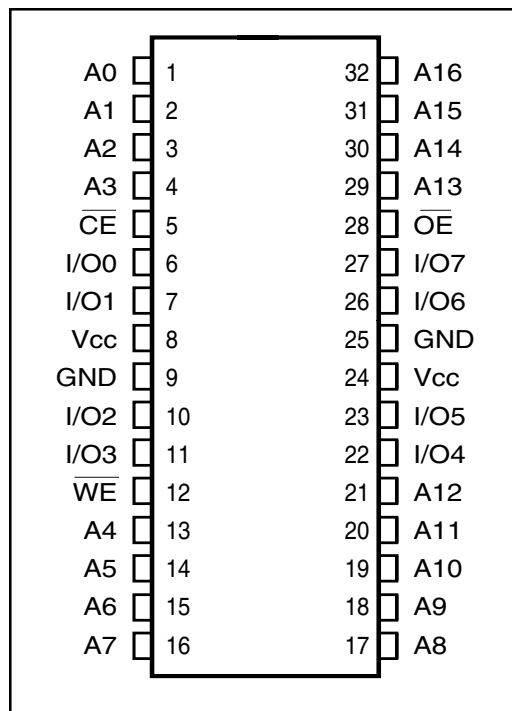 A0 1 32 A16
A1 2 31 A15
A2 3 30 A14
A3 4 29 A13
C̅E̅ 5 28 O̅E̅
I/O0 6 27 I/O7
I/O1 7 26 I/O6
Vcc 8 25 GND
GND 9 24 Vcc
I/O2 10 23 I/O5
I/O3 11 22 I/O4
W̅E̅ 12 21 A12
A4 13 20 A11
A5 14 19 A10
A6 15 18 A9
A7 16 17 A8